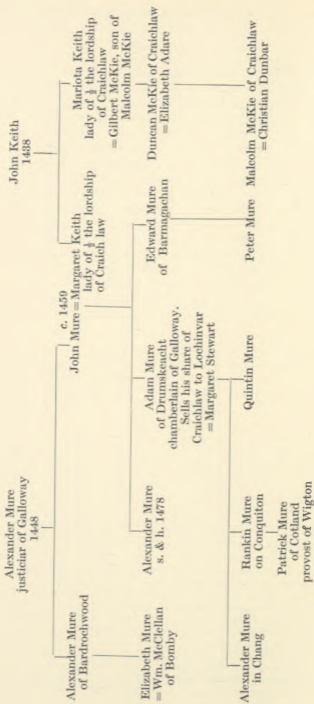 Alexander Mure
justiciar of Galloway
1448
John Keith
1438
Alexander Mure
of Bardrochwood
c. 1459
John Mure = Margaret Keith
lady of ½ the lordship
of Craich law
Mariota Keith
lady of ½ the lordship
of Craichlaw
= Gilbert McKie, son of
Malcolm McKie
Elizabeth Mure
= Wm. McClellan
of Bomby
Alexander Mure
s. & h. 1478
Adam Mure
of Drumskeacht
chamberlain of Galloway.
Sells his share of
Craichlaw to Lochinvar
= Margaret Stewart
Edward Mure
of Barmagachan
Duncan McKie of Craichlaw
= Elizabeth Adare
Alexander Mure
in Chang
Rankin Mure
on Conquiton
Quintin Mure
Peter Mure
Malcolm McKie of Craichlaw
= Christian Dunbar
Patrick Mure
of Cotland
provost of Wigton